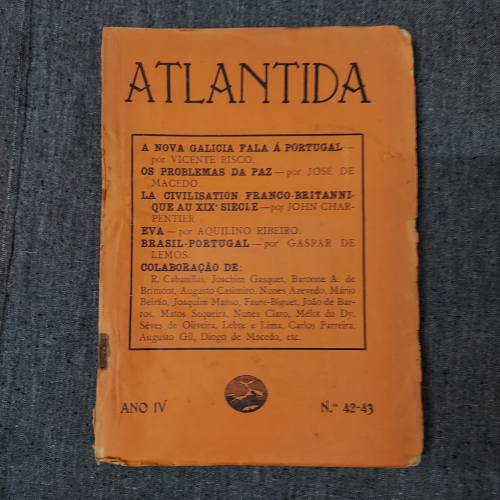 ATLANTIDA
A NOVA GALICIA FALA Á PORTUGAL—
por VICENTE RISCO.
OS PROBLEMAS DA PAZ—por JOSÉ DE
MACEDO.
LA CIVILISATION FRANCO-BRITANNI-
QUE AU XIXe SIÈCLE—por JOHN CHAR-
PENTIER.
EVA—por AQUILINO RIBEIRO.
BRASIL-PORTUGAL—por GASPAR DE
LEMOS.
COLABORAÇÃO DE:
R. Cabanillas, Joachim Gasquet, Baronne A. de
Brimont, Augusto Casimiro, Nunes Azevedo, Mário
Beirão, Joaquim Manso, Faure-Biguet, João de Bar-
ros, Matos Sequeira, Nunes Claro, Mélot du Dy,
Séves de Oliveira, Lebre e Lima, Carlos Parreira,
Augusto Gil, Diogo de Macedo, etc.
ANO IV N.os 42-43